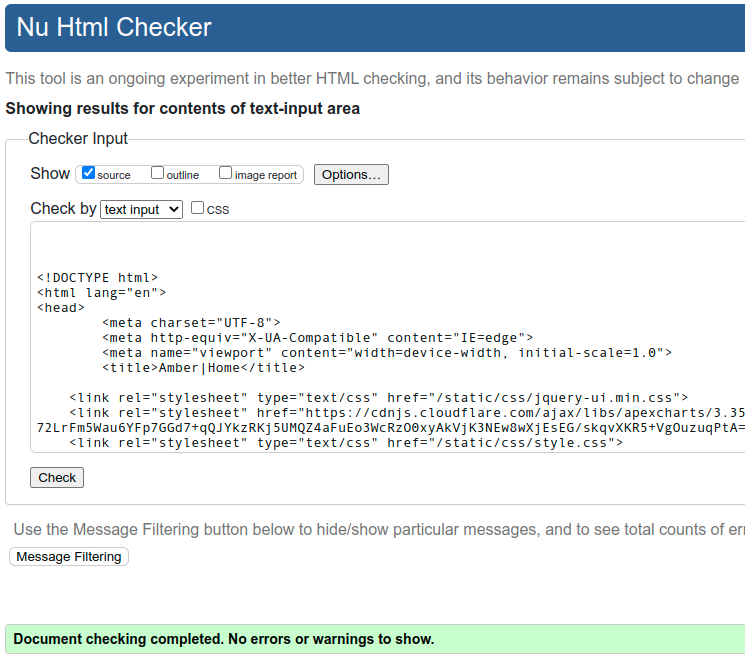 Nu Html Checker
This tool is an ongoing experiment in better HTML checking, and its behavior remains subject to change
Showing results for contents of text-input area
Checker Input
Show source outline image report Options...
Check by text input CSS
<!DOCTYPE html>
<html lang="en">
<head>
<meta charset="UTF-8">
<meta http-equiv="X-UA-Compatible" content="IE=edge">
<meta name="viewport" content="width=device-width, initial-scale=1.0">
<title>Amber|Home</title>
<link rel="stylesheet" type="text/css" href="/static/css/jquery-ui.min.css">
<link rel="stylesheet" href="https://cdnjs.cloudflare.com/ajax/libs/apexcharts/3.35
72LrFm5Wau6YFp7GGd7+qQJYkzRKj5UMQZ4aFuEo3WcRzO0xyAkVjK3NEw8wXjEsEG/skqvXKR5+VgOuzuqPtA=
<link rel="stylesheet" type="text/css" href="/static/css/style.css">
Check
Use the Message Filtering button below to hide/show particular messages, and to see total counts of er
Message Filtering
Document checking completed. No errors or warnings to show.